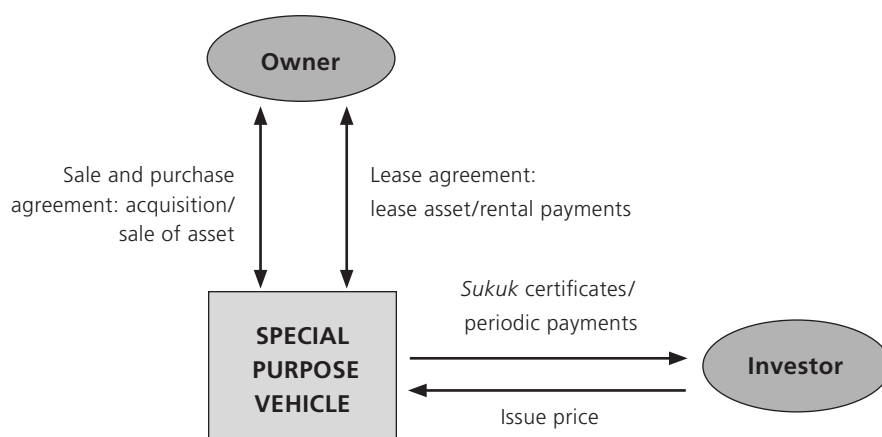 Owner
Sale and purchase
agreement: acquisition/
sale of asset
Lease agreement:
lease asset/rental payments
SPECIAL
PURPOSE
VEHICLE
Sukuk certificates/
periodic payments
Issue price
Investor